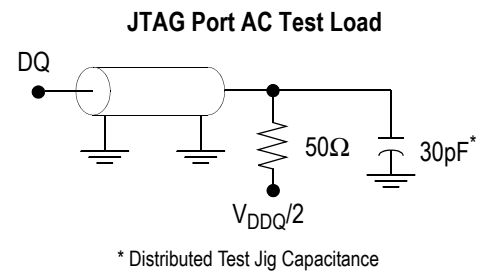 JTAG Port AC Test Load
DQ
50Ω
30pF*
VDDQ/2
* Distributed Test Jig Capacitance